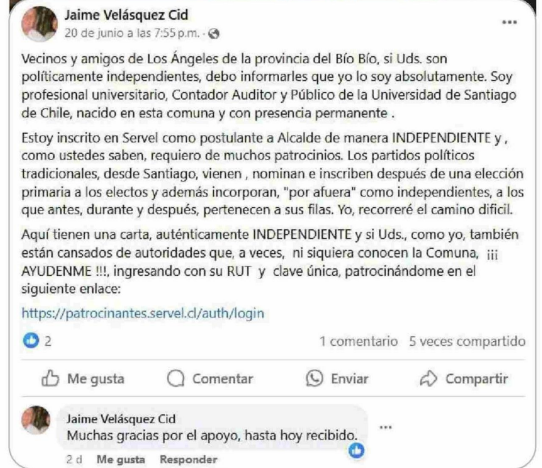 Jaime Velásquez Cid
20 de junio a las 7:55 p.m. ·
Vecinos y amigos de Los Ángeles de la provincia del Bío Bío, si Uds. son
políticamente independientes, debo informarles que yo lo soy absolutamente. Soy
profesional universitario, Contador Auditor y Público de la Universidad de Santiago
de Chile, nacido en esta comuna y con presencia permanente .
Estoy inscrito en Servel como postulante a Alcalde de manera INDEPENDIENTE y ,
como ustedes saben, requiero de muchos patrocinios. Los partidos políticos
tradicionales, desde Santiago, vienen , nominan e inscriben después de una elección
primaria a los electos y además incorporan, "por afuera" como independientes, a los
que antes, durante y después, pertenecen a sus filas. Yo, recorreré el camino dificil.
Aquí tienen una carta, auténticamente INDEPENDIENTE y si Uds., como yo, también
están cansados de autoridades que, a veces, ni siquiera conocen la Comuna, ¡¡¡
AYUDENME !!!, ingresando con su RUT y clave única, patrocinándome en el
siguiente enlace:
https://patrocinantes.servel.cl/auth/login
2 1 comentario 5 veces compartido
Me gusta Comentar Enviar Compartir
Jaime Velásquez Cid
Muchas gracias por el apoyo, hasta hoy recibido.
2 d Me gusta Responder